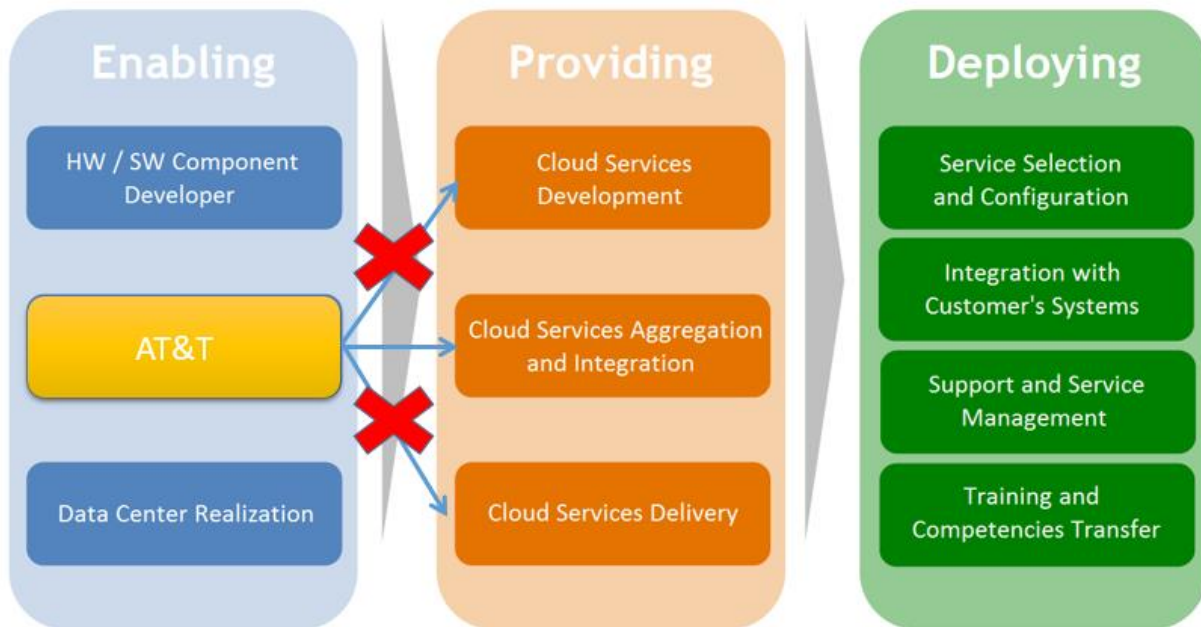 Enabling
HW / SW Component
Developer
AT&T
Data Center Realization
Providing
Cloud Services
Development
Cloud Services Aggregation
and Integration
Cloud Services Delivery
Deploying
Service Selection
and Configuration
Integration with
Customer's Systems
Support and Service
Management
Training and
Competencies Transfer